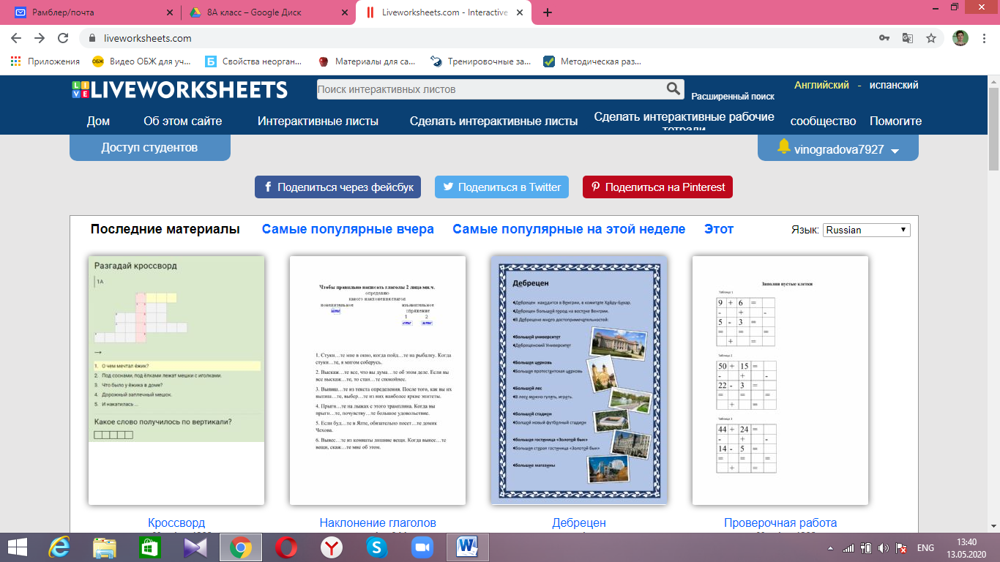 Рамблер/почта
8А класс – Google Диск
Liveworksheets.com - Interactive
liveworksheets.com
Приложения
Видео ОБЖ для уч...
Свойства неорган...
Материалы для са...
Тренировочные за...
Методическая раз...
LIVE
LIVEWORKSHEETS
Поиск интерактивных листов
Расширенный поиск
Английский - испанский
Дом
Об этом сайте
Интерактивные листы
Сделать интерактивные листы
Сделать интерактивные рабочие
тетради
сообщество
Помогите
Доступ студентов
vinogradova7927
Поделиться через фейсбук
Поделиться в Twitter
Поделиться на Pinterest
Последние материалы
Самые популярные вчера
Самые популярные на этой неделе
Этот
Язык: Russian
Разгадай кроссворд
1А
1. О чем мечтал ёжик?
2. Под соснами, под ёлками лежат мешки с иголками.
3. Что было у ёжика в доме?
4. Дорожный заплечный мешок.
5. И накатилась ...
Какое слово получилось по вертикали?
Чтобы правильно написать глаголы 2 лица мн.ч.
определяю
какого наклонения глагол
повелительное изъявительное
спряжение
1 2
ите ете ите
1. Стуки…те мне в окно, когда пойд…те на рыбалку. Когда
стуки…те, я мигом соберусь.
2. Выскаж…те все, что вы дума…те об этом деле. Если вы
все выскаж…те, то стан…те спокойнее.
3. Выпиш…те из текста определения. После того, как вы их
выпиш…те, выбер…те из них наиболее яркие эпитеты.
4. Прыгн…те на лыжах с этого трамплина. Когда вы
прыгн…те, почувству…те большое удовольствие.
5. Если буд…те в Ялте, обязательно посет…те домик
Чехова.
6. Вынес…те из комнаты лишние вещи. Когда вынес…те
вещи, скаж…те мне об этом.
Дебрецен
Дебрецен находится в Венгрии, в комитате Хайду-Бихар.
Дебрецен большой город на востоке Венгрии.
В Дебрецене много достопримечательностей:
большой университет
Дебреценский Университет
Большая церковь
Большая протестантская церковь
Большой лес
В лесу можно гулять, играть.
большой стадион
большой новый футбольный стадион
большая гостиница «Золотой бык»
большая старая гостиница «Золотой бык»
большие магазины
Заполни пустые клетки
Таблица 1
9 + 6 =
- + -
5 - 3 =
= = =
+ =
Таблица 2
50 + 15 =
- + -
22 - 3 =
= = =
+ =
Таблица 3
44 + 24 =
- + -
14 - 5 =
= = =
+ =
Кроссворд
Наклонение глаголов
Дебрецен
Проверочная работа
ENG
13:40
13.05.2020